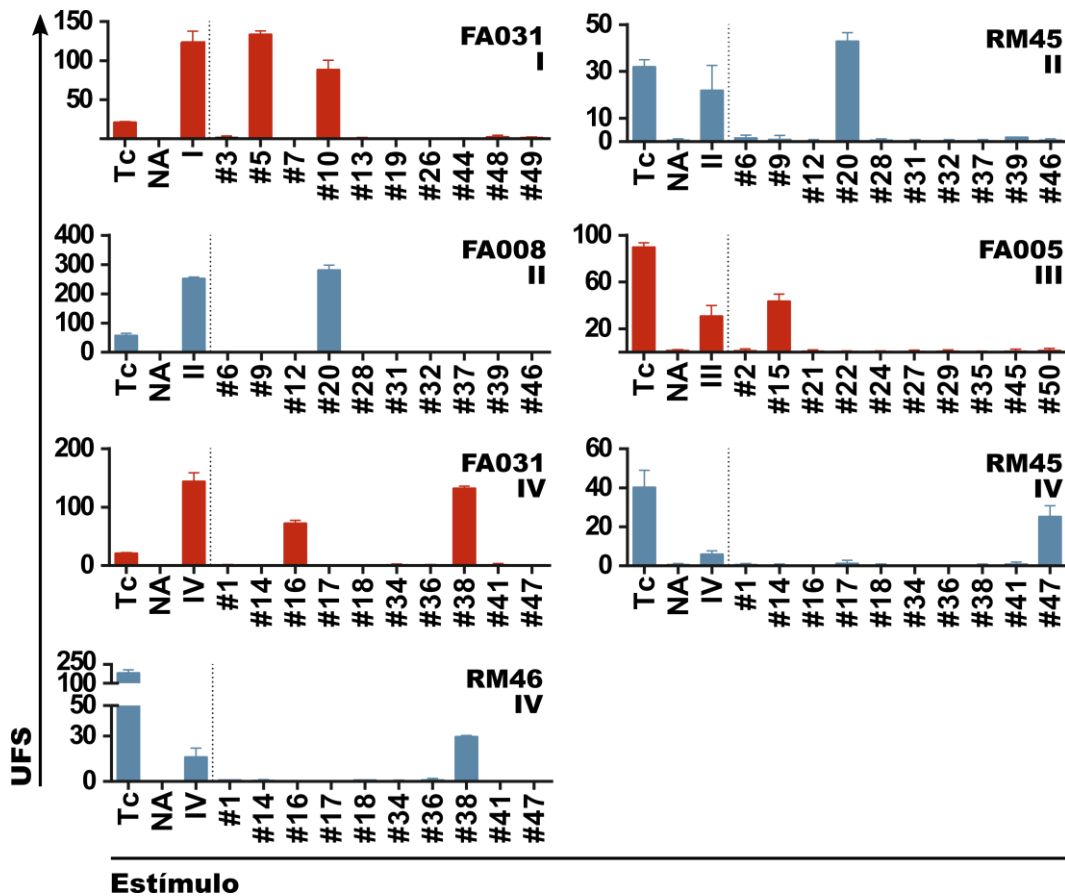 FA031
I
150
100
50
Tc NA I #3 #5 #7 #10 #13 #19 #26 #44 #48 #49
RM45
II
50
30
10
0
Tc NA II #6 #9 #12 #20 #28 #31 #32 #37 #39 #46
FA008
II
400
300
200
100
0
Tc NA II #6 #9 #12 #20 #28 #31 #32 #37 #39 #46
FA005
III
100
60
20
Tc NA III #2 #15 #21 #22 #24 #27 #29 #35 #45 #50
FA031
IV
200
100
0
Tc NA IV #1 #14 #16 #17 #18 #34 #36 #38 #41 #47
RM45
IV
60
40
20
0
Tc NA IV #1 #14 #16 #17 #18 #34 #36 #38 #41 #47
RM46
IV
250
100
50
30
0
Tc NA IV #1 #14 #16 #17 #18 #34 #36 #38 #41 #47
UFS
Estímulo